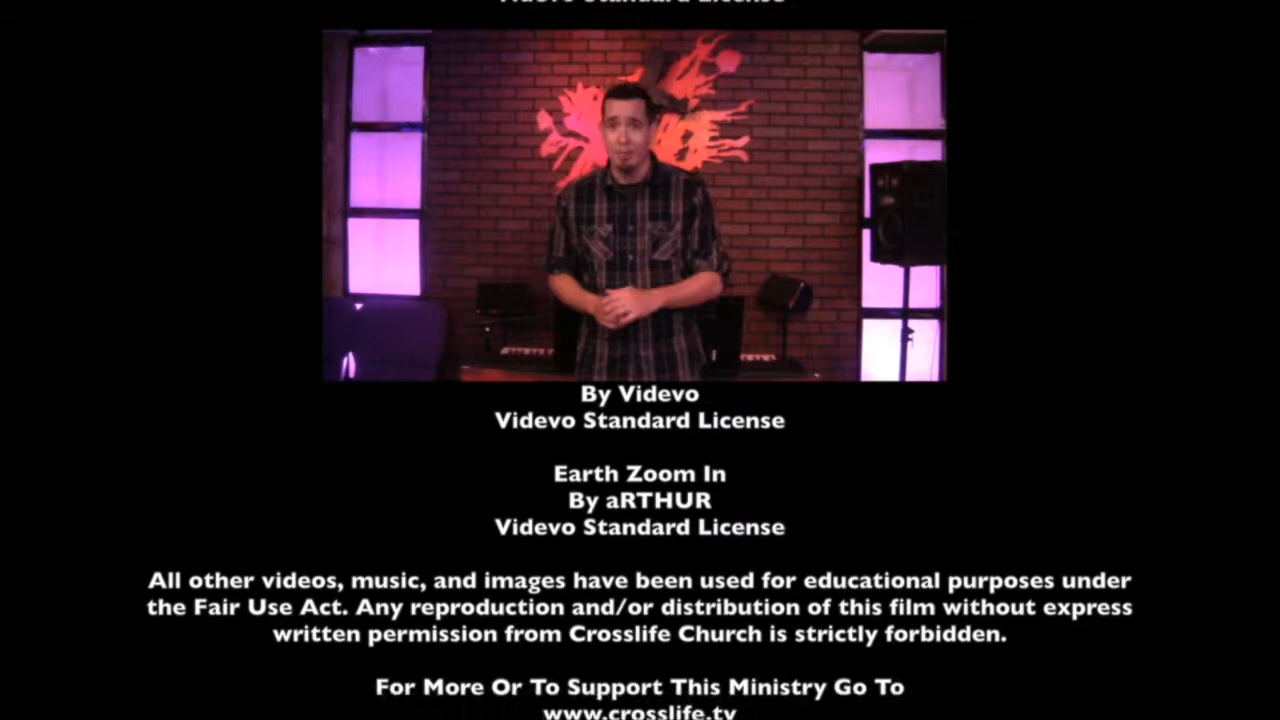 Videvo Standard License
By Videvo
Videvo Standard License
Earth Zoom In
By aRTHUR
Videvo Standard License
All other videos, music, and images have been used for educational purposes under
the Fair Use Act. Any reproduction and/or distribution of this film without express
written permission from Crosslife Church is strictly forbidden.
For More Or To Support This Ministry Go To
www.crosslife.tv